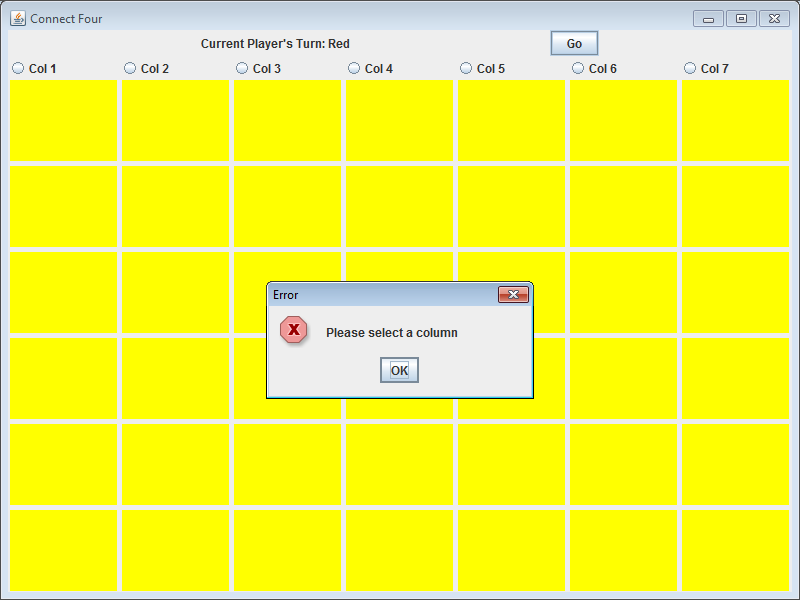 Connect Four
Current Player's Turn: Red
Go
Col 1 Col 2 Col 3 Col 4 Col 5 Col 6 Col 7
Error
Please select a column
OK